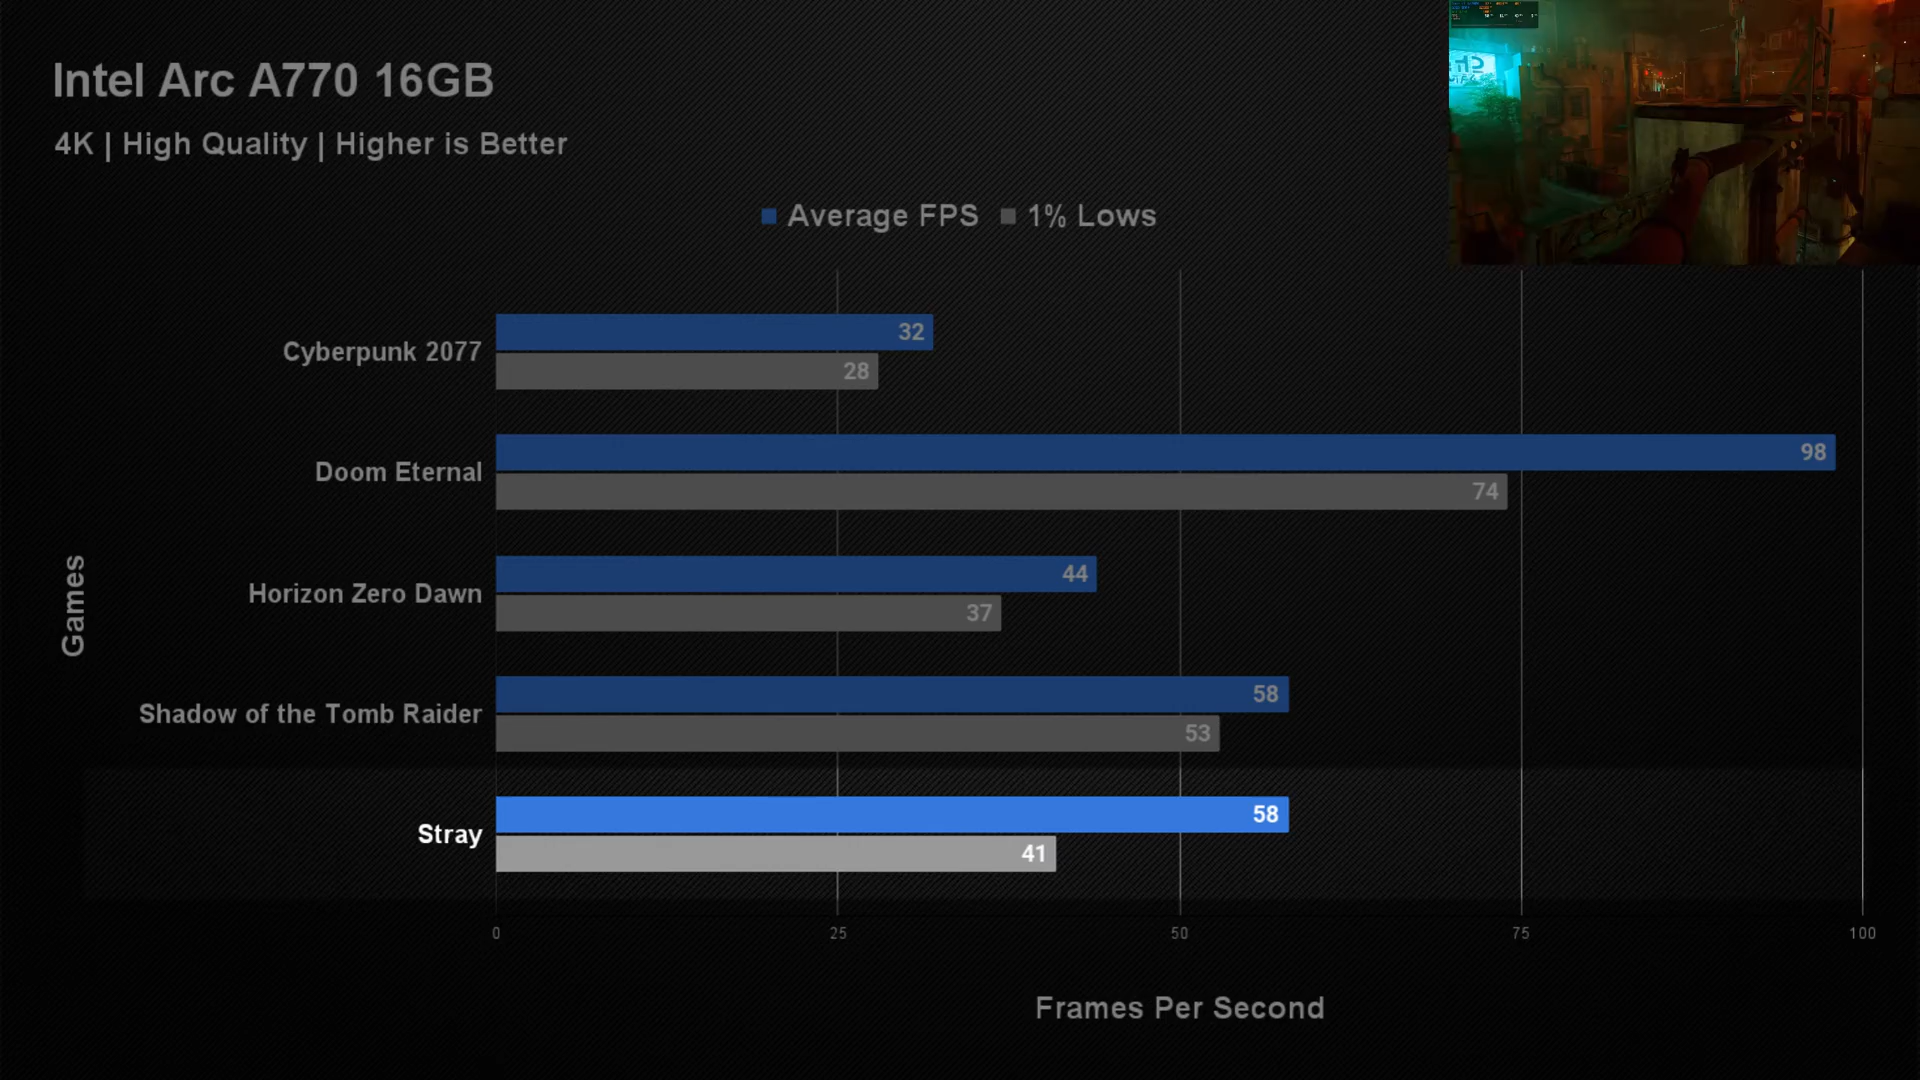 Intel Arc A770 16GB
4K | High Quality | Higher is Better
Average FPS 1% Lows
Games
Cyberpunk 2077
32
28
Doom Eternal
98
74
Horizon Zero Dawn
44
37
Shadow of the Tomb Raider
58
53
Stray
58
41
0 25 50 75 100
Frames Per Second